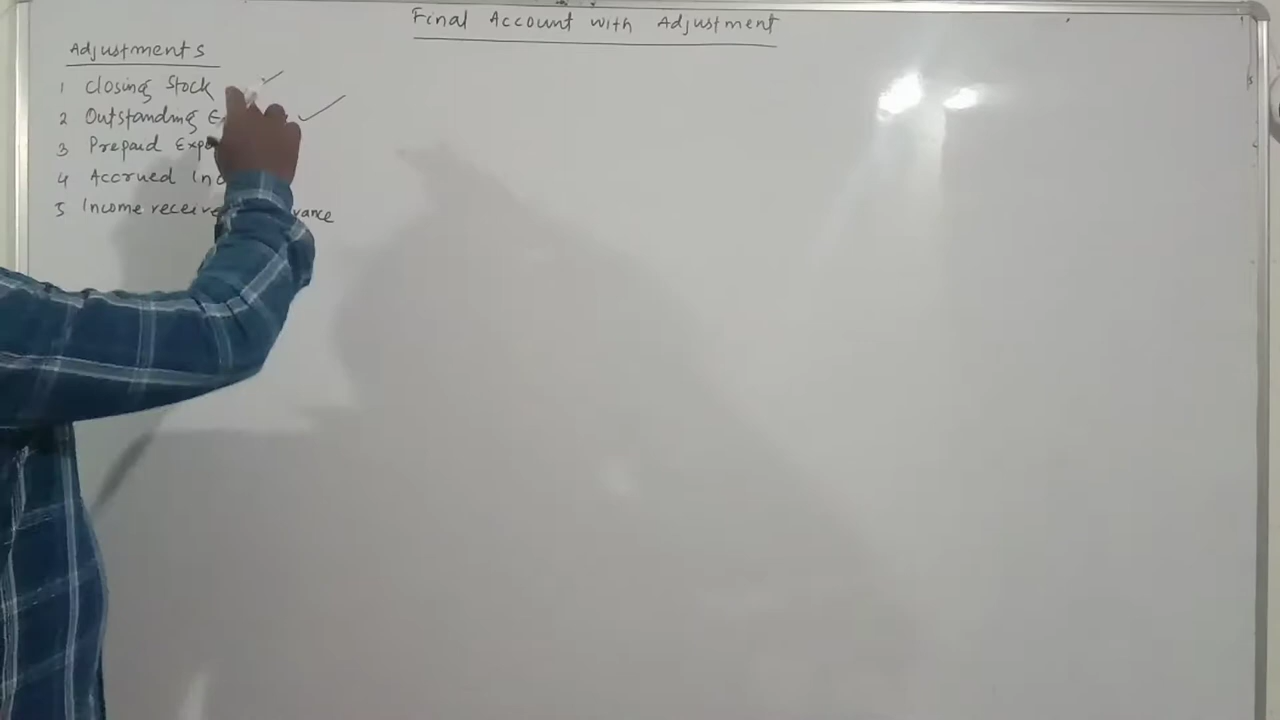 Final Account with Adjustment
Adjustments
1 Closing Stock
2 Outstanding
3 Prepaid
4 Accrued
5 Income